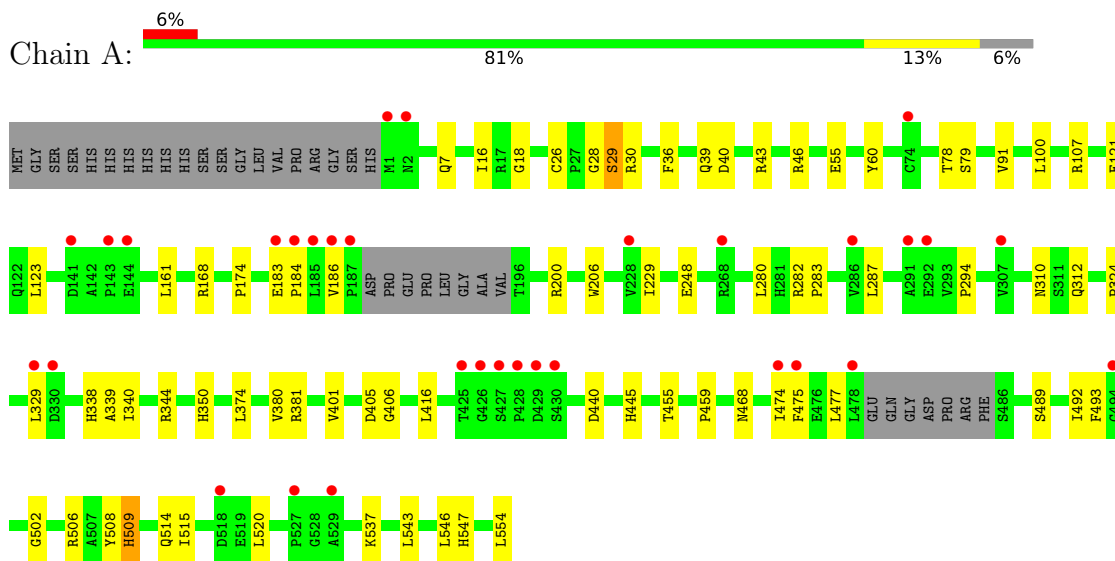 6%
Chain A:
81% 13% 6%
MET GLY SER SER HIS HIS HIS HIS HIS HIS SER SER GLY LEU VAL PRO ARG GLY SER HIS M1 N2 Q7 I16 R17 G18 C26 P27 G28 S29 R30 F36 Q39 D40 R43 R46 E55 Y60 C74 T78 S79 V91 L100 R107
Q122 L123 D141 A142 P143 E144 L161 R168 P174 E183 P184 L185 V186 P187 ASP PRO GLU PRO LEU GLY ALA VAL T196 R200 W206 V228 I229 E248 R268 L280 H281 R282 P283 V286 L287 A291 E292 V293 P294 V307 N310 S311 Q312
L329 D330 H338 A339 I340 R344 H350 L374 V380 R381 V401 D405 G406 L416 T425 G426 S427 P428 D429 S430 D440 H445 T455 P459 N468 I474 F475 E476 L477 L478 GLU GLN GLY ASP PRO ARG PHE S486 S489 I492 F493
G502 R506 A507 Y508 H509 Q514 I515 D518 E519 L520 P527 G528 A529 K537 L543 L546 H547 L554